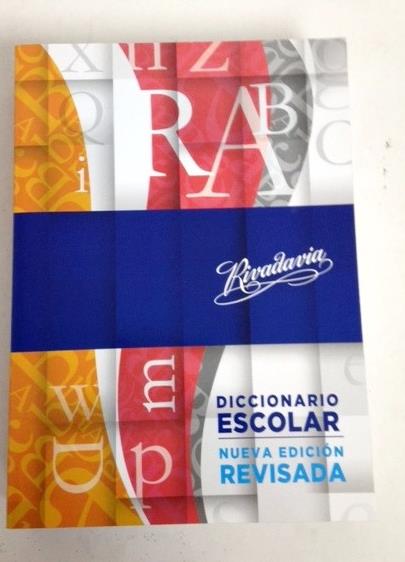 X n Z
Q R A B C
i
Rivadavia
DICCIONARIO
ESCOLAR
NUEVA EDICIÓN
REVISADA
w m
D p